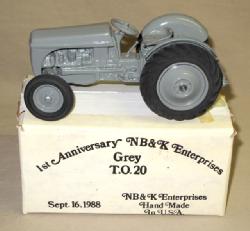 1st Anniversary NB&K Enterprises
Grey
T.O. 20
Sept. 16, 1988
NB&K Enterprises
Hand Made
In U.S.A.